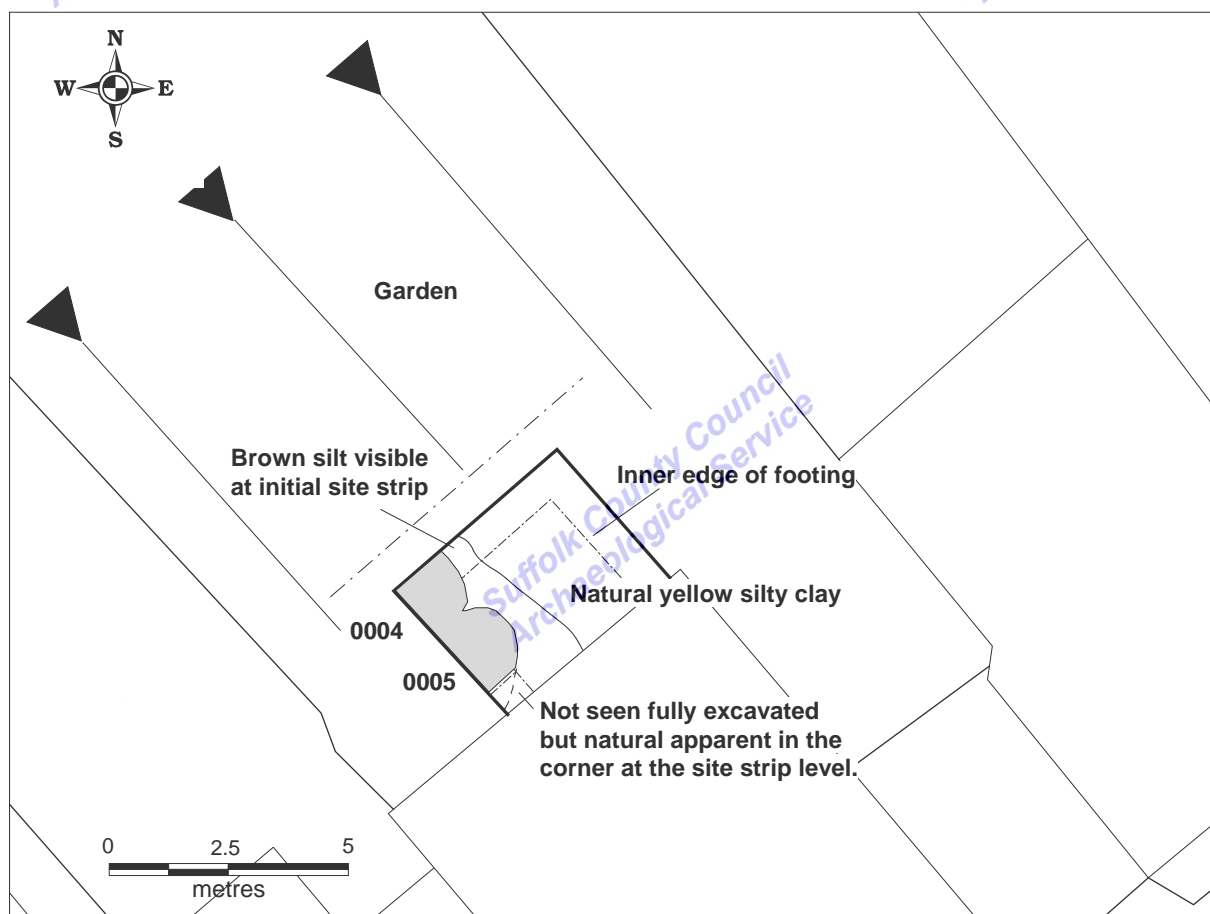 N
W E
S
Garden
Brown silt visible
at initial site strip
Inner edge of footing
Suffolk County Council
Archaeological Service
Natural yellow silty clay
0004
0005
Not seen fully excavated
but natural apparent in the
corner at the site strip level.
0 2.5 5
metres